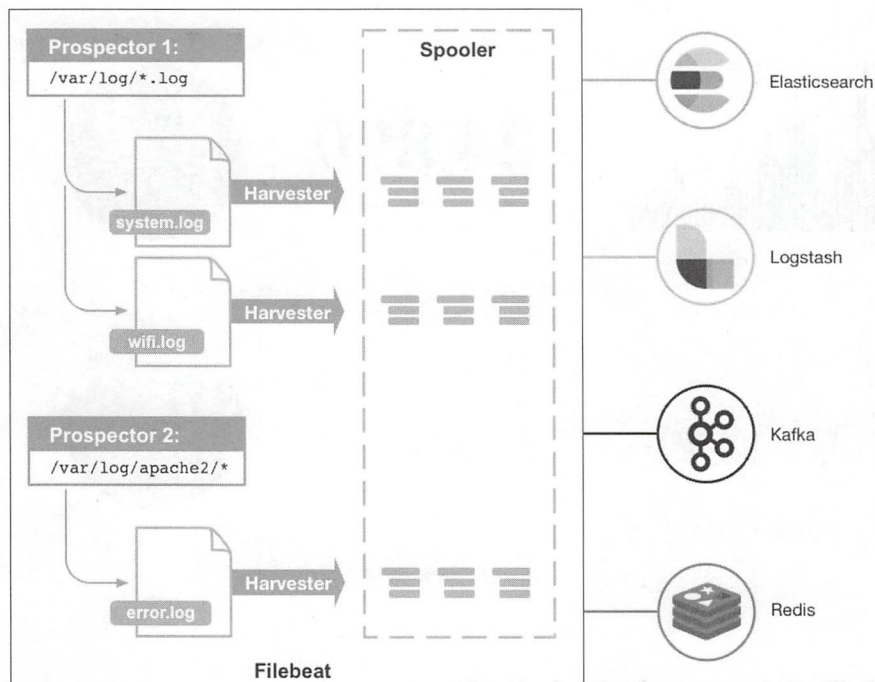 Prospector 1:
/var/log/*.log
system.log
Harvester
wifi.log
Harvester
Prospector 2:
/var/log/apache2/*
error.log
Harvester
Spooler
Filebeat
Elasticsearch
Logstash
Kafka
Redis